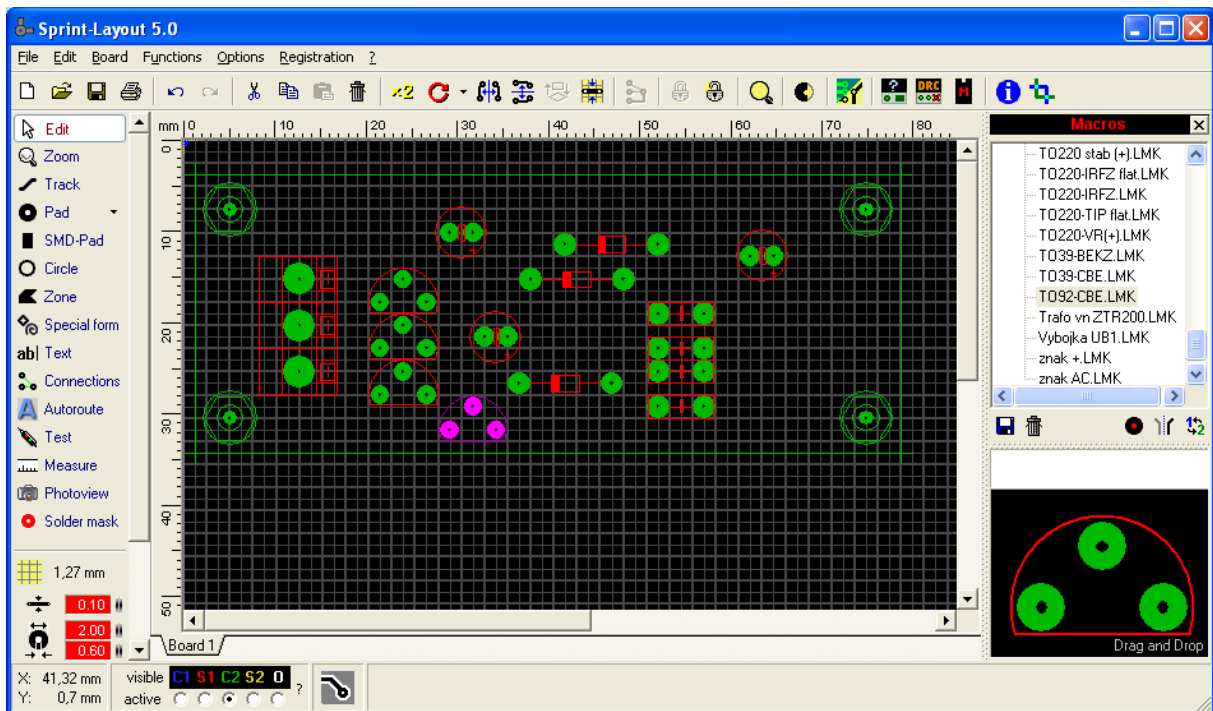 Sprint-Layout 5.0
File Edit Board Functions Options Registration ?
×2
DRC
M
Edit
Zoom
Track
Pad
SMD-Pad
Circle
Zone
Special form
ab| Text
Connections
Autoroute
Test
Measure
Photoview
Solder mask
1,27 mm
0.10
2.00
0.60
mm 0 10 20 30 40 50 60 70 80
0
10
20
30
40
50
Board 1
Macros
TO220 stab (+).LMK
TO220-IRFZ flat.LMK
TO220-IRFZ.LMK
TO220-TIP flat.LMK
TO220-VR(+).LMK
TO39-BEKZ.LMK
TO39-CBE.LMK
TO92-CBE.LMK
Trafo vn ZTR200.LMK
Vybojka UB1.LMK
znak +.LMK
znak AC.LMK
Drag and Drop
X: 41,32 mm
Y: 0,7 mm
visible C1 S1 C2 S2 O
active
?